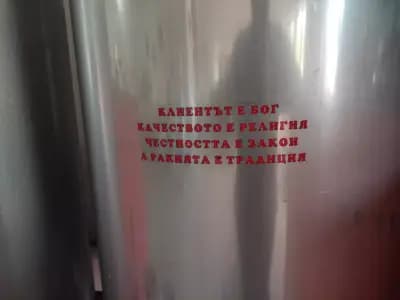 КЛИЕНТЪТ Е БОГ
КАЧЕСТВОТО Е РЕЛИГИЯ
ЧЕСТНОСТТА Е ЗАКОН
А РАКИЯТА Е ТРАДИЦИЯ